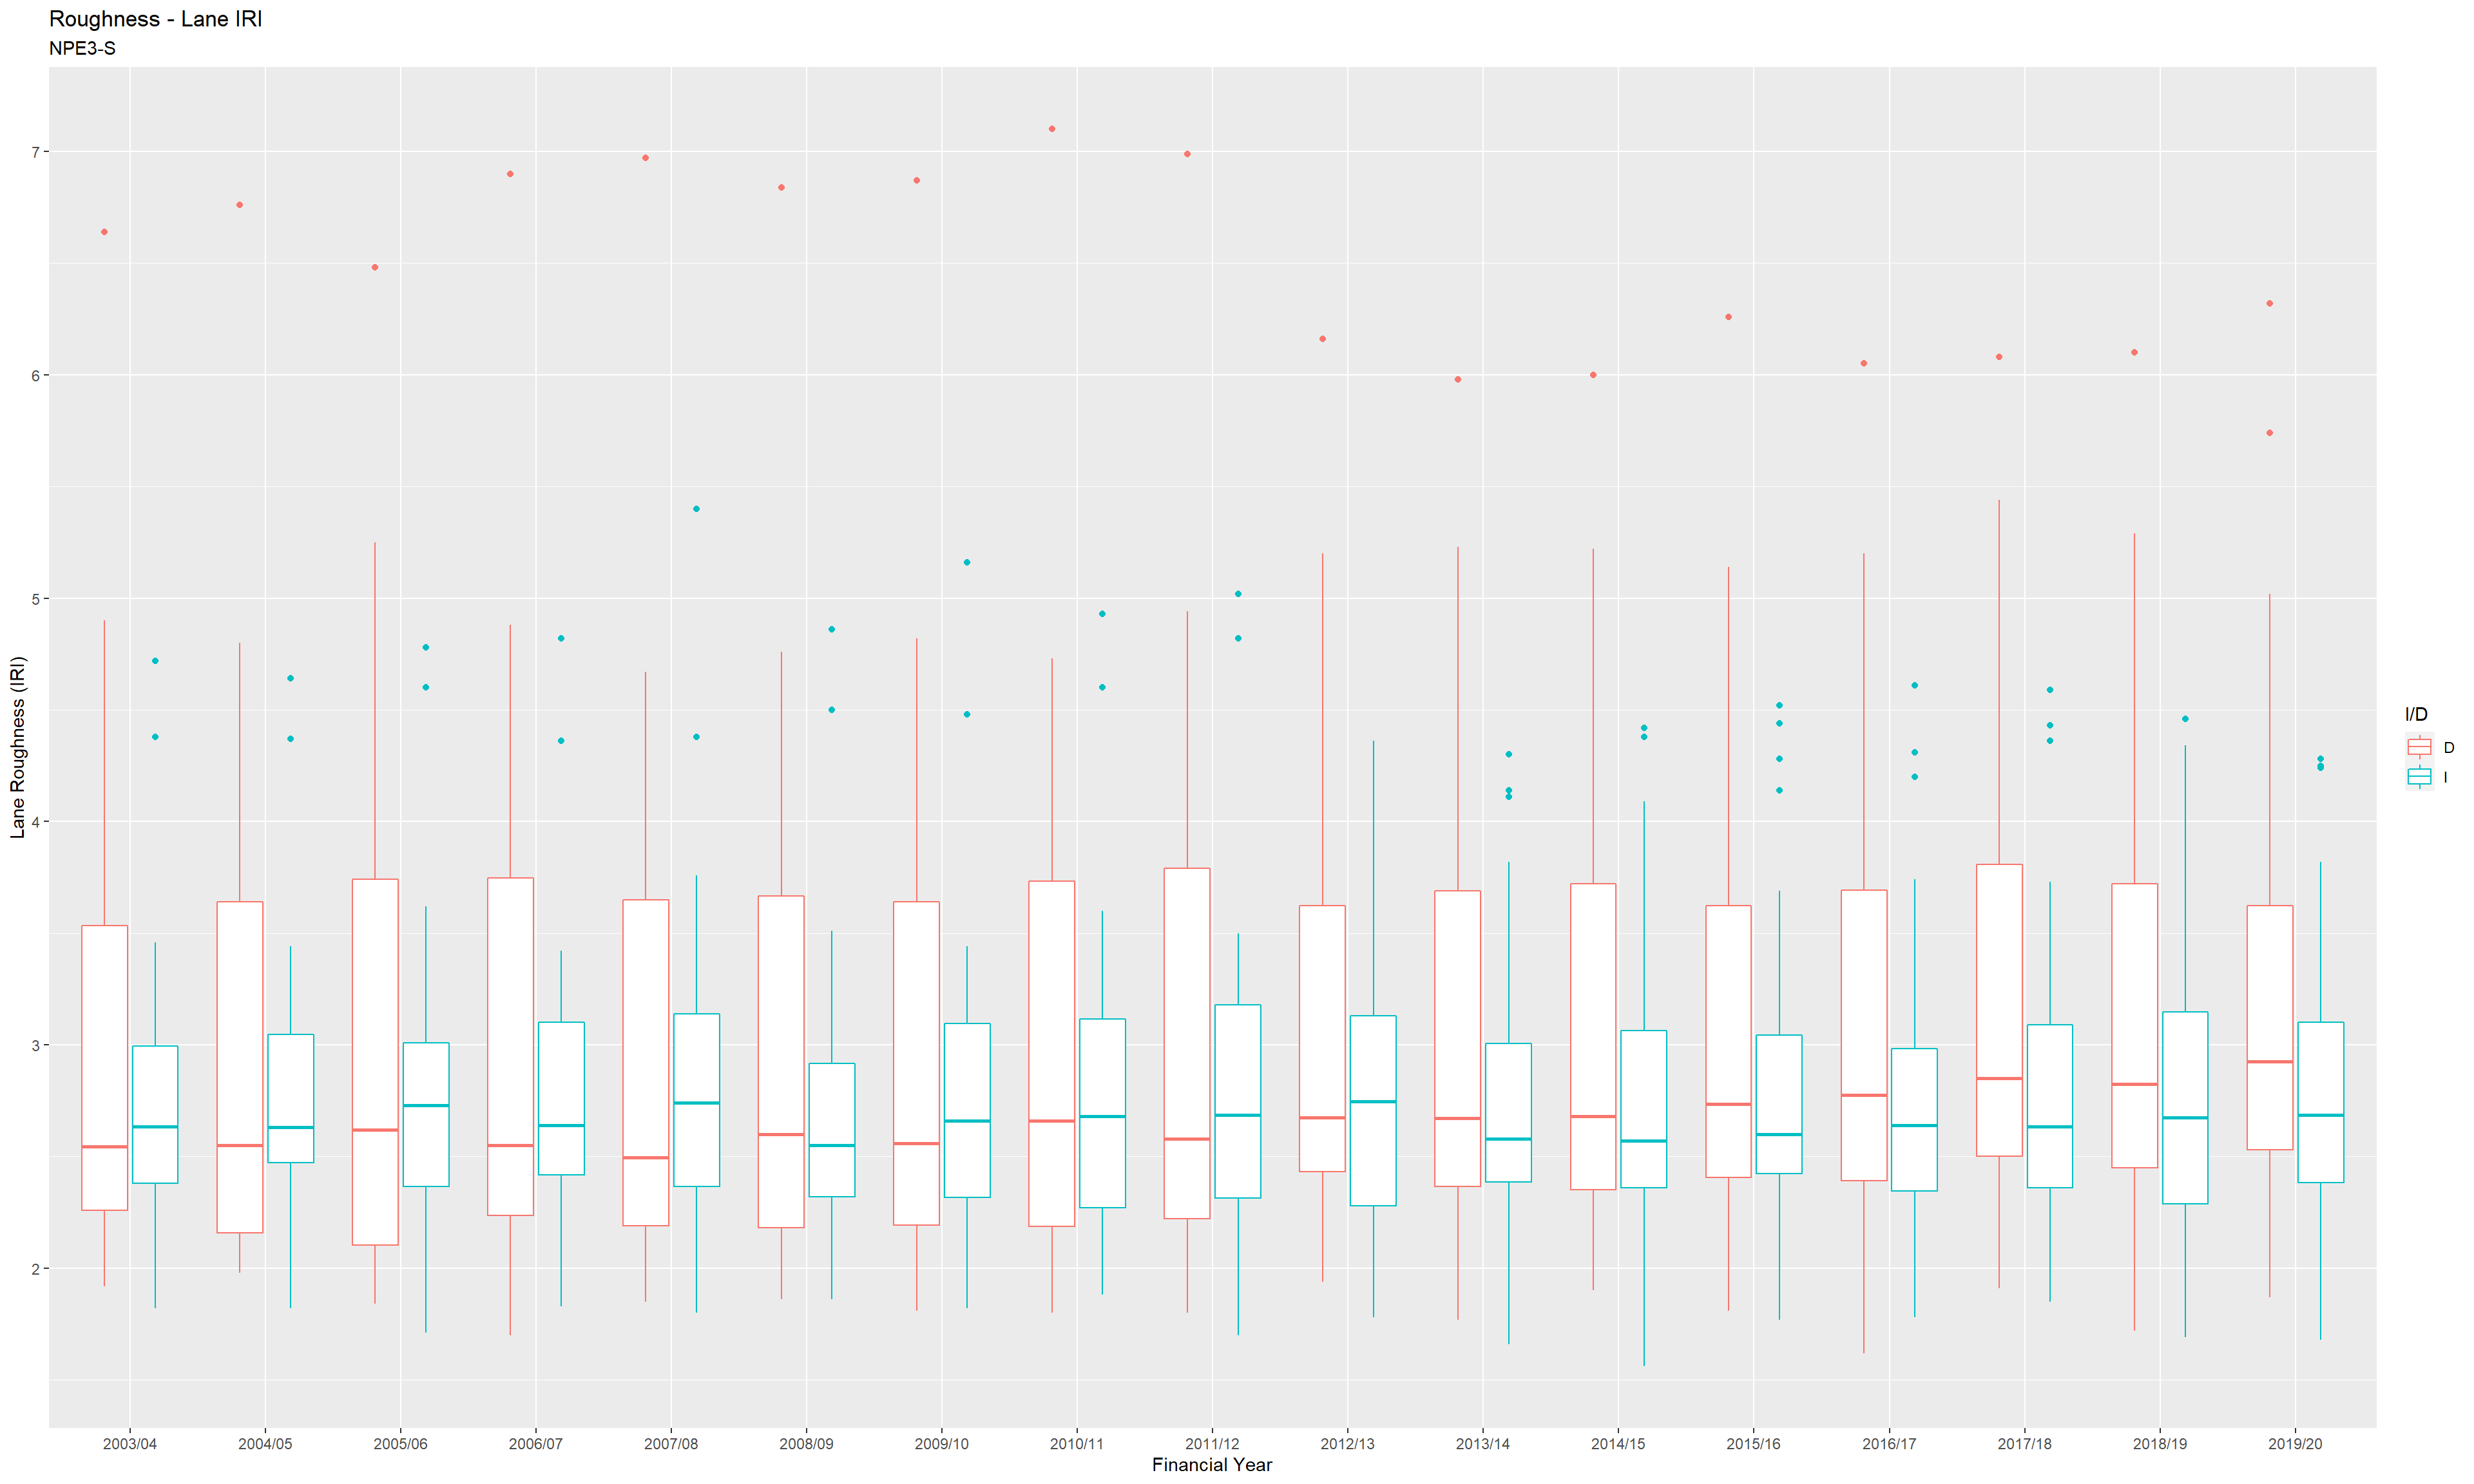 Roughness - Lane IRI
NPE3-S
Lane Roughness (IRI)
7
6
5
4
3
2
2003/04 2004/05 2005/06 2006/07 2007/08 2008/09 2009/10 2010/11 2011/12 2012/13 2013/14 2014/15 2015/16 2016/17 2017/18 2018/19 2019/20
Financial Year
I/D
D
I